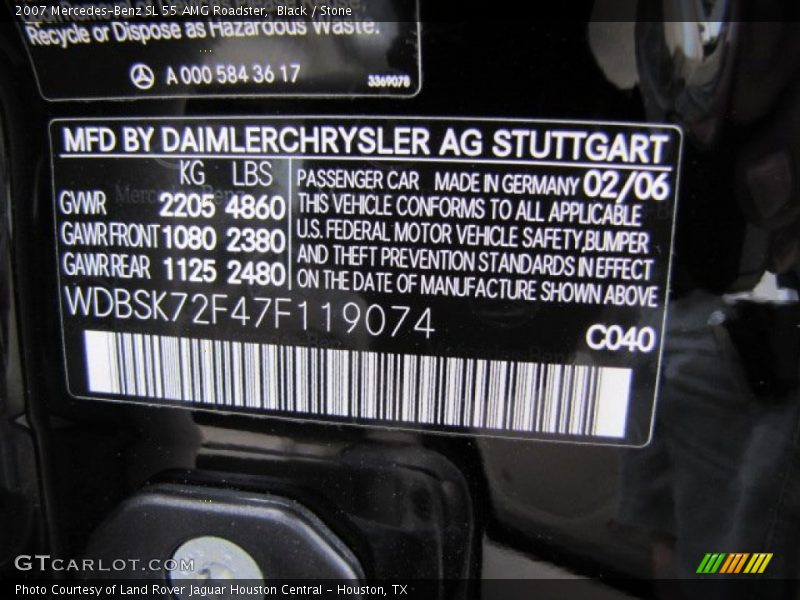 2007 Mercedes-Benz SL 55 AMG Roadster, Black / Stone
Recycle or Dispose as Hazardous Waste.
A 000 584 36 17
3369078
MFD BY DAIMLERCHRYSLER AG STUTTGART
KG LBS
GVWR 2205 4860
GAWR FRONT 1080 2380
GAWR REAR 1125 2480
PASSENGER CAR MADE IN GERMANY 02/06
THIS VEHICLE CONFORMS TO ALL APPLICABLE
U.S. FEDERAL MOTOR VEHICLE SAFETY,BUMPER
AND THEFT PREVENTION STANDARDS IN EFFECT
ON THE DATE OF MANUFACTURE SHOWN ABOVE
WDBSK72F47F119074
C040
GTCARLOT.COM
Photo Courtesy of Land Rover Jaguar Houston Central - Houston, TX